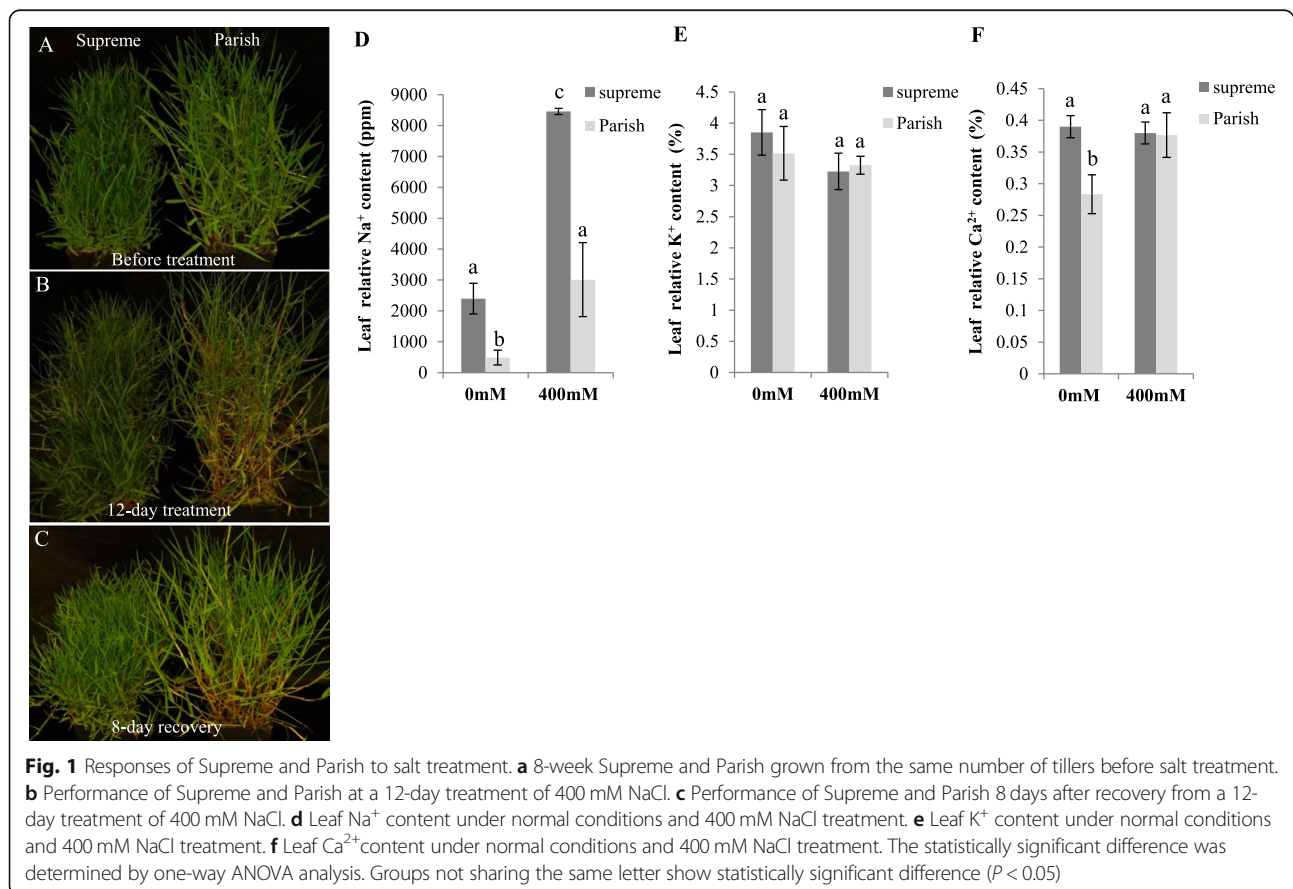 A
Supreme Parish
Before treatment
B
12-day treatment
C
8-day recovery
D
c
9000
8000
7000
6000
5000
4000
3000
2000
1000
0
Leaf relative Na⁺ content (ppm)
supreme
Parish
a
a
b
0mM 400mM
E
4.5
4
3.5
3
2.5
2
1.5
1
0.5
0
Leaf relative K⁺ content (%)
supreme
Parish
a
a
a a
0mM 400mM
F
0.45
0.4
0.35
0.3
0.25
0.2
0.15
0.1
0.05
0
Leaf relative Ca²⁺ content (%)
supreme
Parish
a
b
a a
0mM 400mM
Fig. 1 Responses of Supreme and Parish to salt treatment. a 8-week Supreme and Parish grown from the same number of tillers before salt treatment.
b Performance of Supreme and Parish at a 12-day treatment of 400 mM NaCl. c Performance of Supreme and Parish 8 days after recovery from a 12-
day treatment of 400 mM NaCl. d Leaf Na⁺ content under normal conditions and 400 mM NaCl treatment. e Leaf K⁺ content under normal conditions
and 400 mM NaCl treatment. f Leaf Ca²⁺content under normal conditions and 400 mM NaCl treatment. The statistically significant difference was
determined by one-way ANOVA analysis. Groups not sharing the same letter show statistically significant difference (P < 0.05)